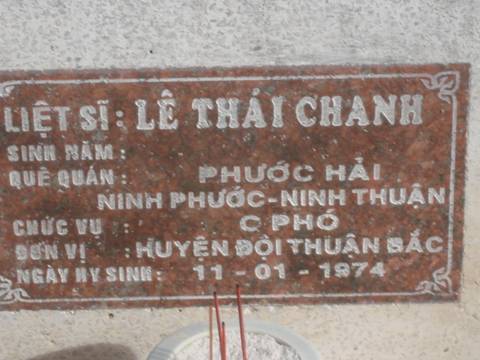 LIỆT SĨ : LÊ THÁI CHANH
SINH NĂM :
QUÊ QUÁN : PHƯỚC HẢI
NINH PHƯỚC-NINH THUẬN
CHỨC VỤ : C PHÓ
ĐƠN VỊ : HUYỆN ĐỘI THUẬN BẮC
NGÀY HY SINH : 11 - 01 - 1974